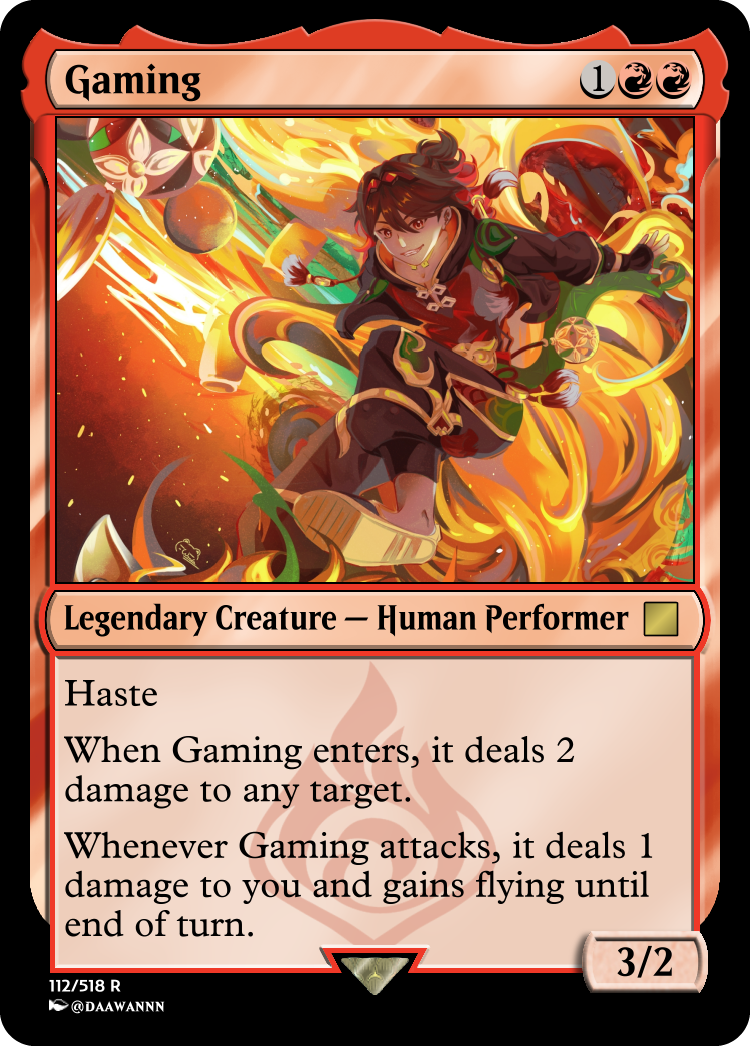 Gaming 1
Legendary Creature — Human Performer
Haste
When Gaming enters, it deals 2
damage to any target.
Whenever Gaming attacks, it deals 1
damage to you and gains flying until
end of turn.
3/2
112/518 R
@DAAWANNN